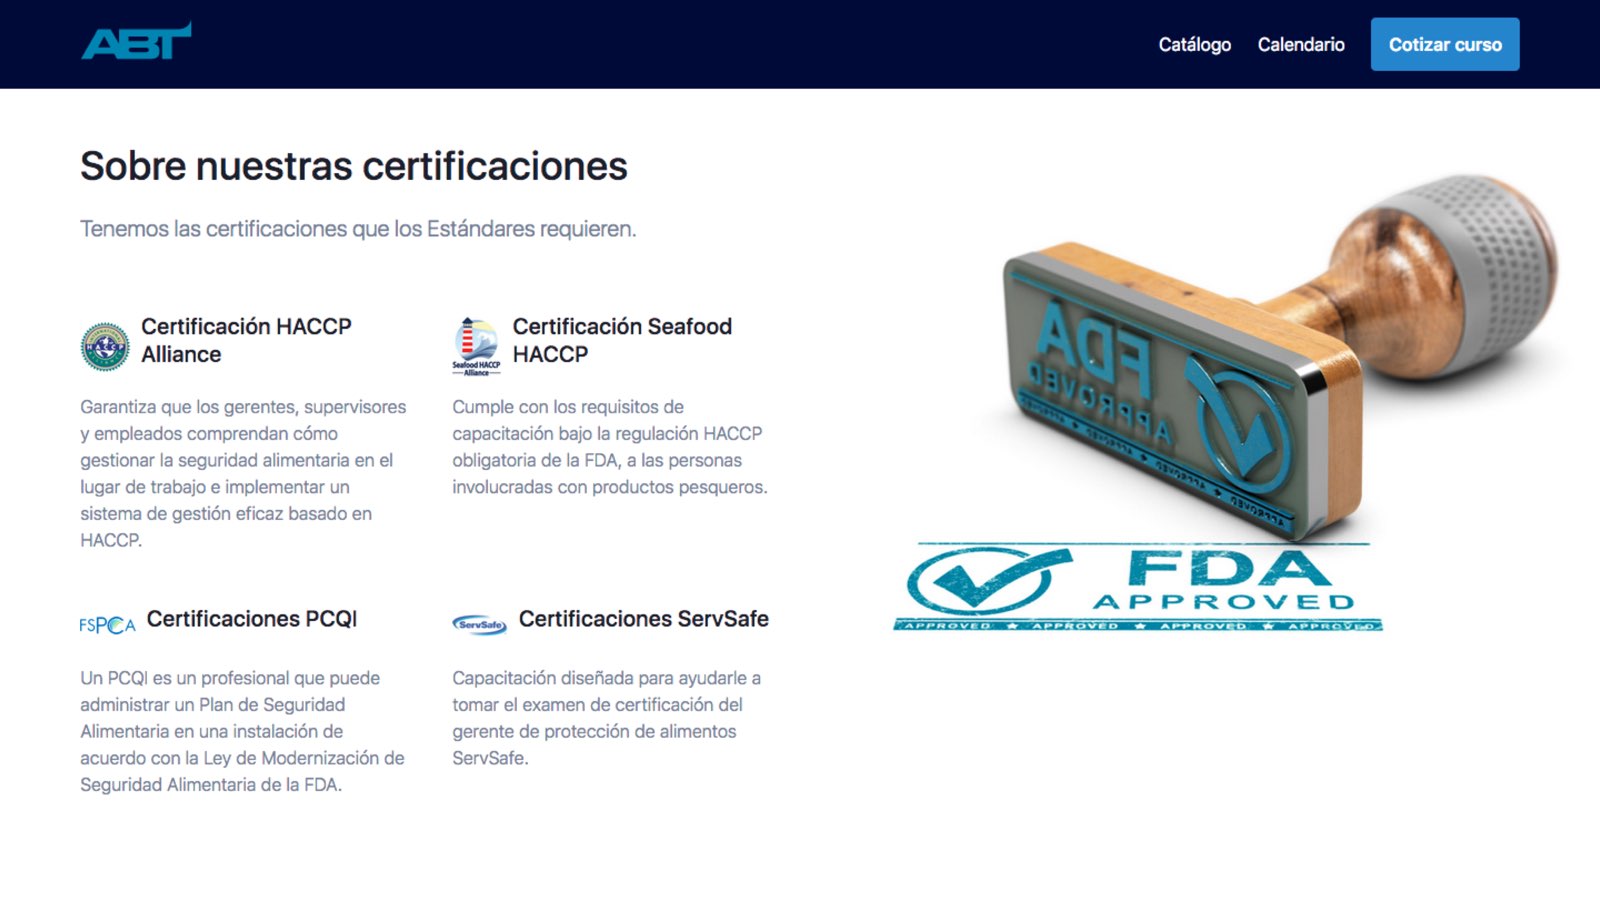 ABT
Catálogo
Calendario
Cotizar curso
Sobre nuestras certificaciones
Tenemos las certificaciones que los Estándares requieren.
HACCP
Certificación HACCP
Alliance
Garantiza que los gerentes, supervisores
y empleados comprendan cómo
gestionar la seguridad alimentaria en el
lugar de trabajo e implementar un
sistema de gestión eficaz basado en
HACCP.
Seafood HACCP
Alliance
Certificación Seafood
HACCP
Cumple con los requisitos de
capacitación bajo la regulación HACCP
obligatoria de la FDA, a las personas
involucradas con productos pesqueros.
FSPCA
Certificaciones PCQI
Un PCQI es un profesional que puede
administrar un Plan de Seguridad
Alimentaria en una instalación de
acuerdo con la Ley de Modernización de
Seguridad Alimentaria de la FDA.
ServSafe
Certificaciones ServSafe
Capacitación diseñada para ayudarle a
tomar el examen de certificación del
gerente de protección de alimentos
ServSafe.
FDA
APPROVED
APPROVED APPROVED APPROVED
FDA
APPROVED
APPROVED ★ APPROVED ★ APPROVED ★ APPROVED